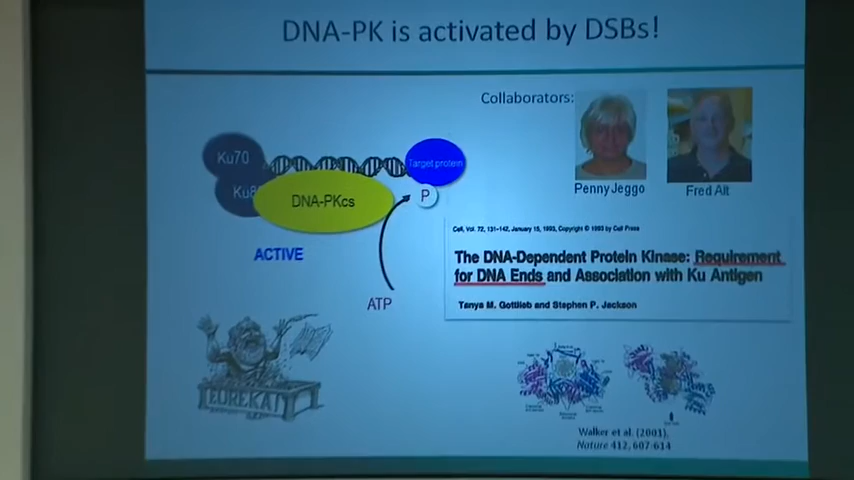 DNA-PK is activated by DSBs!
Collaborators:
Ku70
Target protein
Ku8
P
DNA-PKcs
Penny Jeggo
Fred Alt
Cell, Vol. 72, 131-142, January 15, 1993, Copyright © 1993 by Cell Press
ACTIVE
The DNA-Dependent Protein Kinase: Requirement
for DNA Ends and Association with Ku Antigen
ATP
Tanya M. Gottlieb and Stephen P. Jackson
EUREKA!
Walker et al. (2001),
Nature 412, 607-614